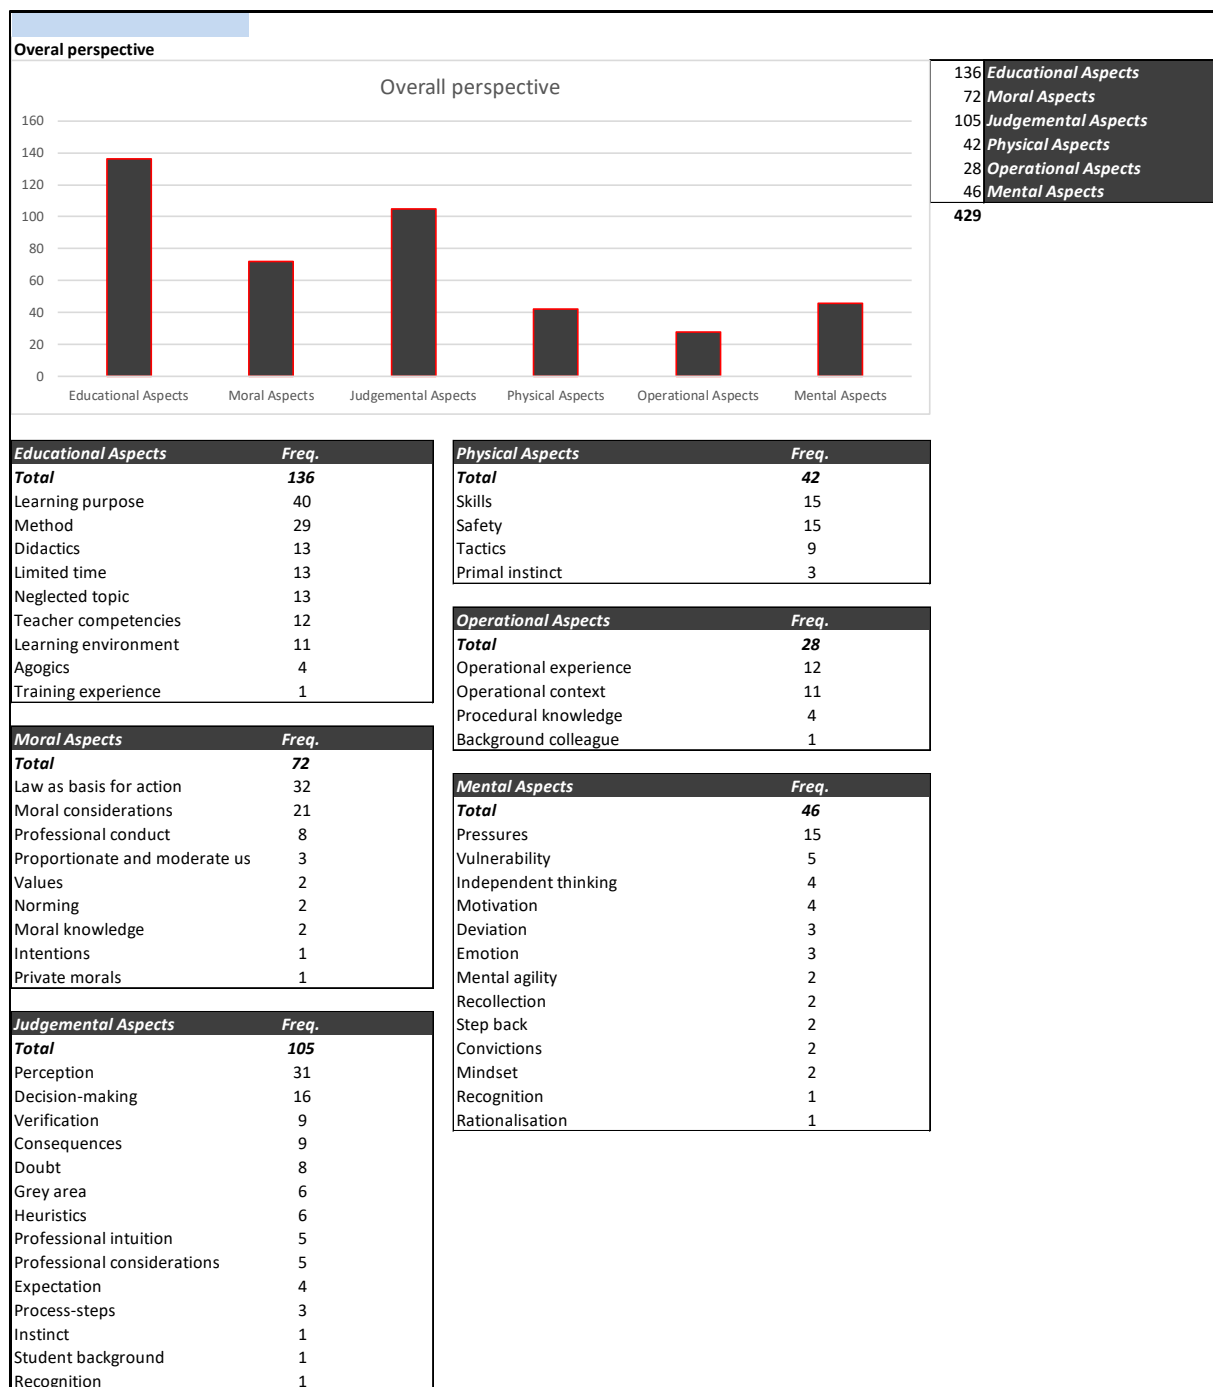 Overal perspective
Overall perspective
160
140
120
100
80
60
40
20
0
Educational Aspects Moral Aspects Judgemental Aspects Physical Aspects Operational Aspects Mental Aspects
136 Educational Aspects
72 Moral Aspects
105 Judgemental Aspects
42 Physical Aspects
28 Operational Aspects
46 Mental Aspects
429
Educational Aspects Freq.
Total 136
Learning purpose 40
Method 29
Didactics 13
Limited time 13
Neglected topic 13
Teacher competencies 12
Learning environment 11
Agogics 4
Training experience 1
Moral Aspects Freq.
Total 72
Law as basis for action 32
Moral considerations 21
Professional conduct 8
Proportionate and moderate us 3
Values 2
Norming 2
Moral knowledge 2
Intentions 1
Private morals 1
Judgemental Aspects Freq.
Total 105
Perception 31
Decision-making 16
Verification 9
Consequences 9
Doubt 8
Grey area 6
Heuristics 6
Professional intuition 5
Professional considerations 5
Expectation 4
Process-steps 3
Instinct 1
Student background 1
Recognition 1
Physical Aspects Freq.
Total 42
Skills 15
Safety 15
Tactics 9
Primal instinct 3
Operational Aspects Freq.
Total 28
Operational experience 12
Operational context 11
Procedural knowledge 4
Background colleague 1
Mental Aspects Freq.
Total 46
Pressures 15
Vulnerability 5
Independent thinking 4
Motivation 4
Deviation 3
Emotion 3
Mental agility 2
Recollection 2
Step back 2
Convictions 2
Mindset 2
Recognition 1
Rationalisation 1